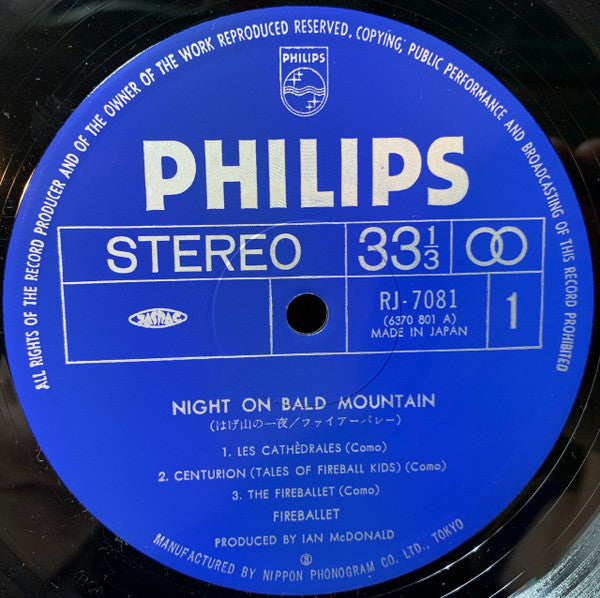 ALL RIGHTS OF THE RECORD PRODUCER AND OF THE OWNER OF THE WORK REPRODUCED RESERVED. COPYING, PUBLIC PERFORMANCE AND BROADCASTING OF THIS RECORD PROHIBITED
PHILIPS
PHILIPS
STEREO
33 1/3
RJ-7081
(6370 801 A)
MADE IN JAPAN
1
JASRAC
NIGHT ON BALD MOUNTAIN
(はげ山の一夜/ファイアーバレー)
1. LES CATHÈDRALES (Como)
2. CENTURION (TALES OF FIREBALL KIDS) (Como)
3. THE FIREBALLET (Como)
FIREBALLET
PRODUCED BY IAN McDONALD
MANUFACTURED BY NIPPON PHONOGRAM CO. LTD., TOKYO